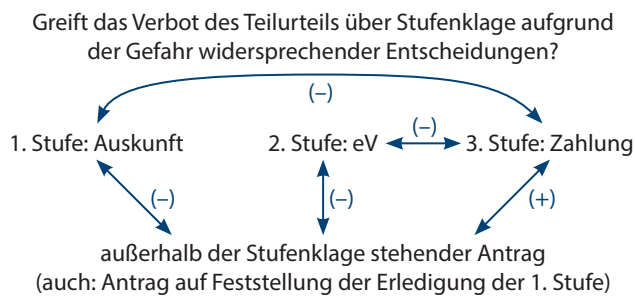 Greift das Verbot des Teilurteils über Stufenklage aufgrund
der Gefahr widersprechender Entscheidungen?
(–)
1. Stufe: Auskunft 2. Stufe: eV (–) 3. Stufe: Zahlung
(–) (–) (+)
außerhalb der Stufenklage stehender Antrag
(auch: Antrag auf Feststellung der Erledigung der 1. Stufe)